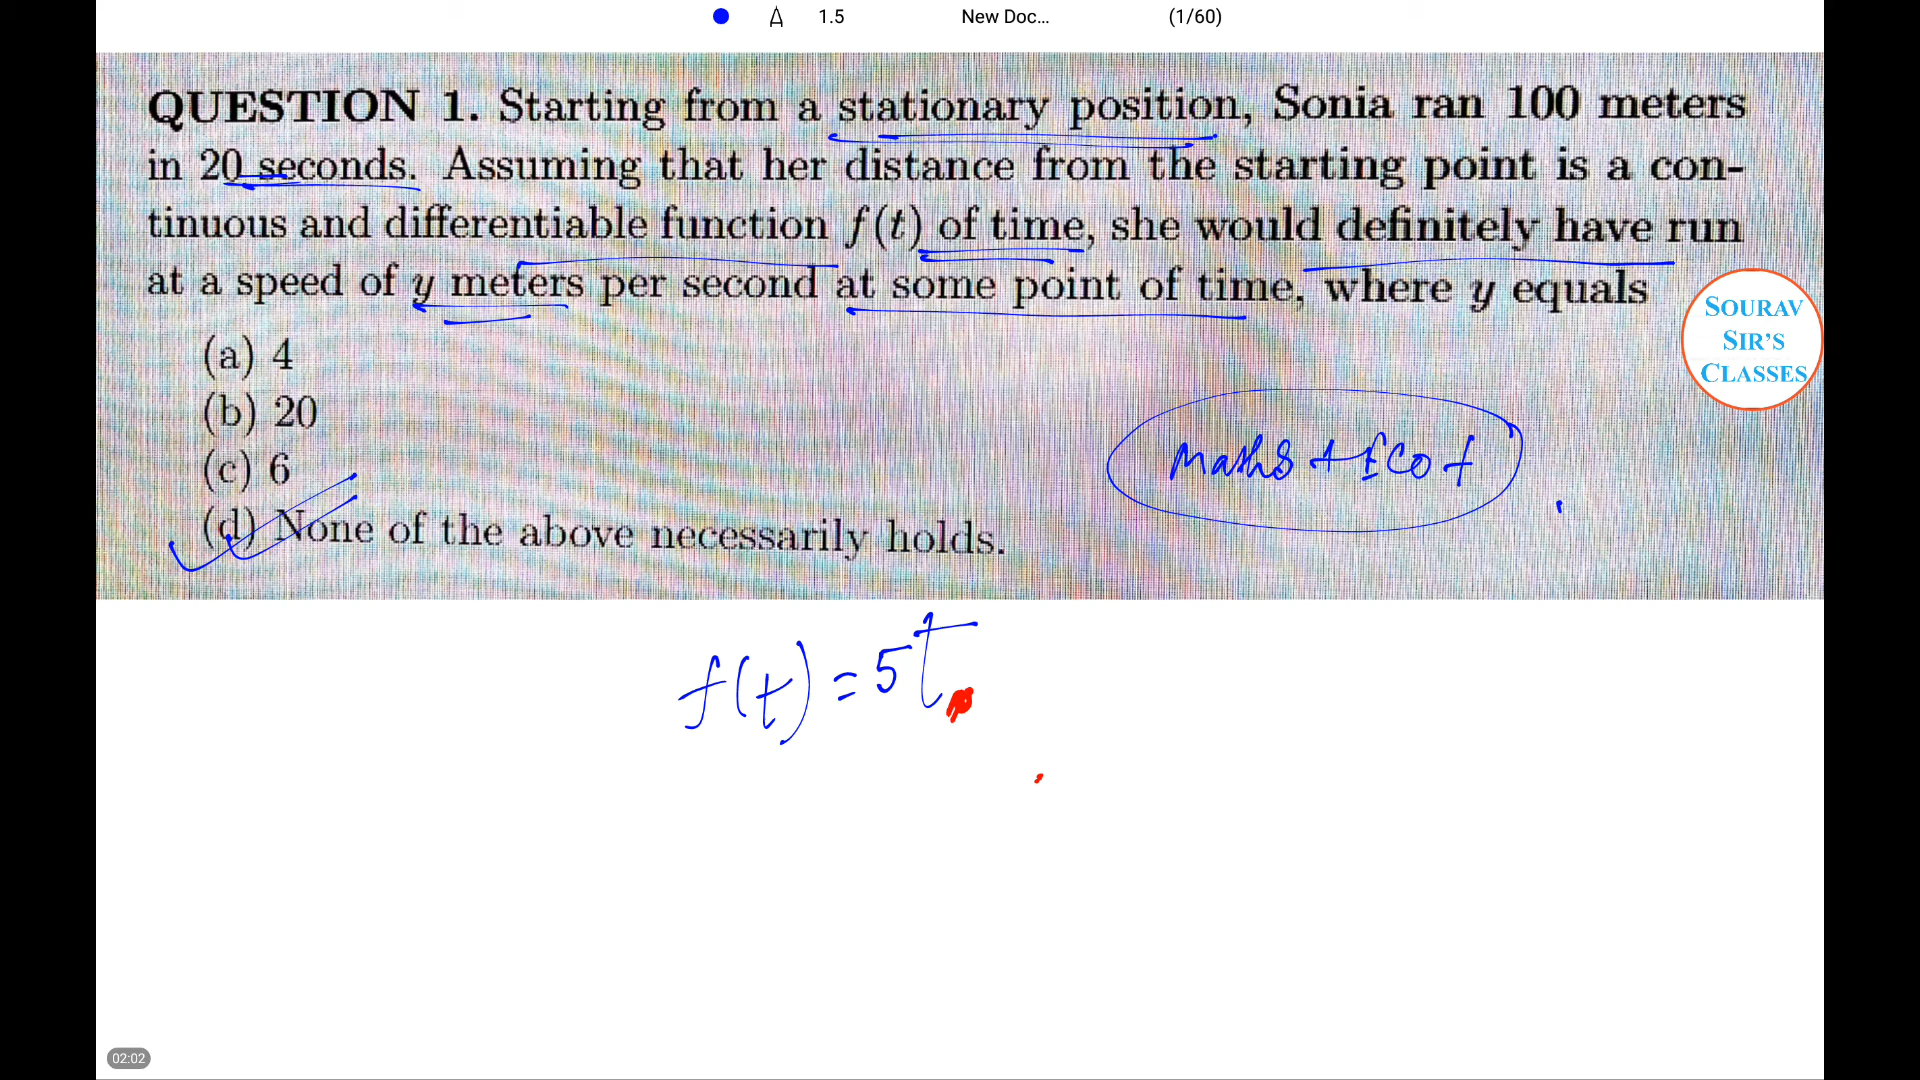 1.5 New Doc... (1/60)
QUESTION 1. Starting from a stationary position, Sonia ran 100 meters
in 20 seconds. Assuming that her distance from the starting point is a con-
tinuous and differentiable function f(t) of time, she would definitely have run
at a speed of y meters per second at some point of time, where y equals
(a) 4
(b) 20
(c) 6
(d) None of the above necessarily holds.
SOURAV
SIR'S
CLASSES
Maths + ECO +
f(t) = 5t
02:02